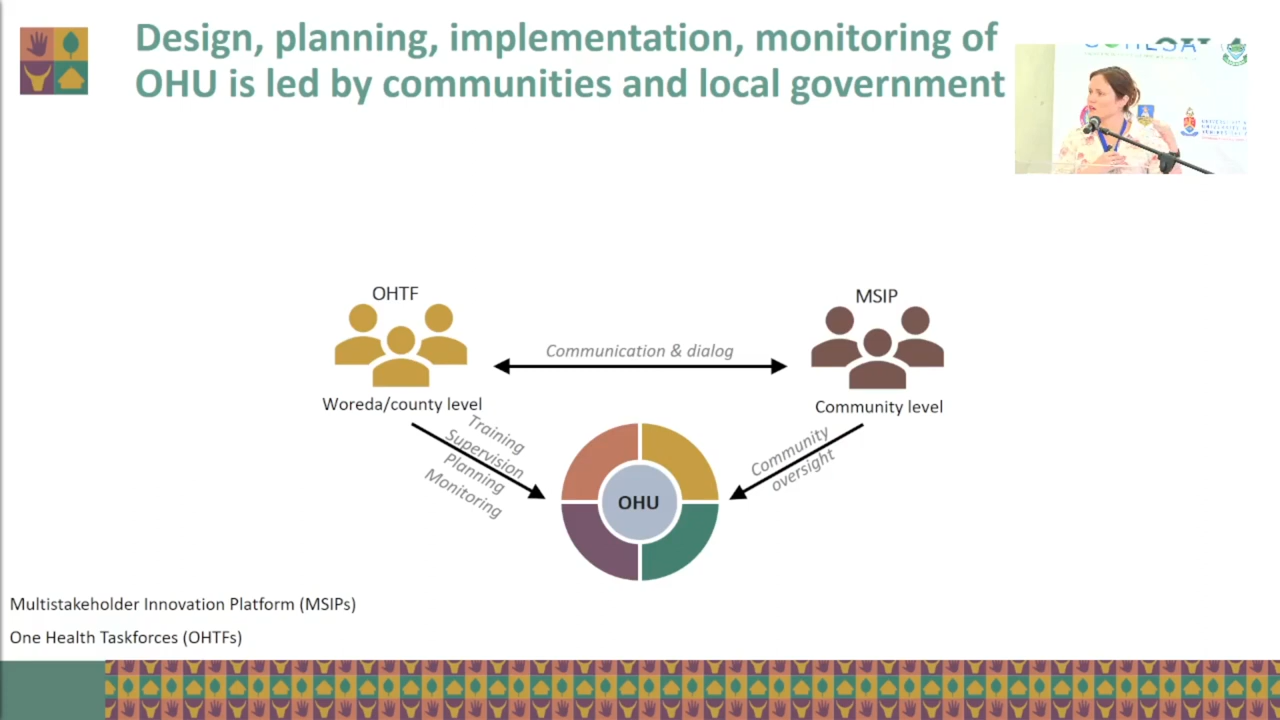 Design, planning, implementation, monitoring of
OHU is led by communities and local government
OHTF
MSIP
Communication & dialog
Woreda/county level
Community level
Training
Supervision
Planning
Monitoring
Community
oversight
OHU
Multistakeholder Innovation Platform (MSIPs)
One Health Taskforces (OHTFs)